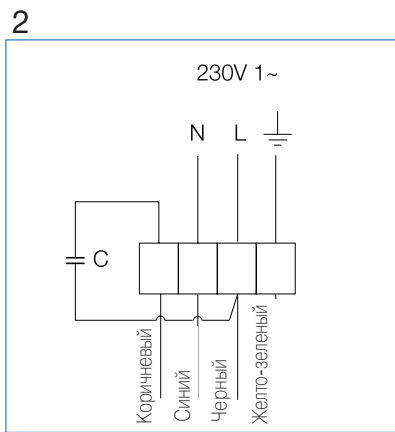 2
230V 1~
N L
C
Коричневый
Синий
Черный
Желто-зеленый